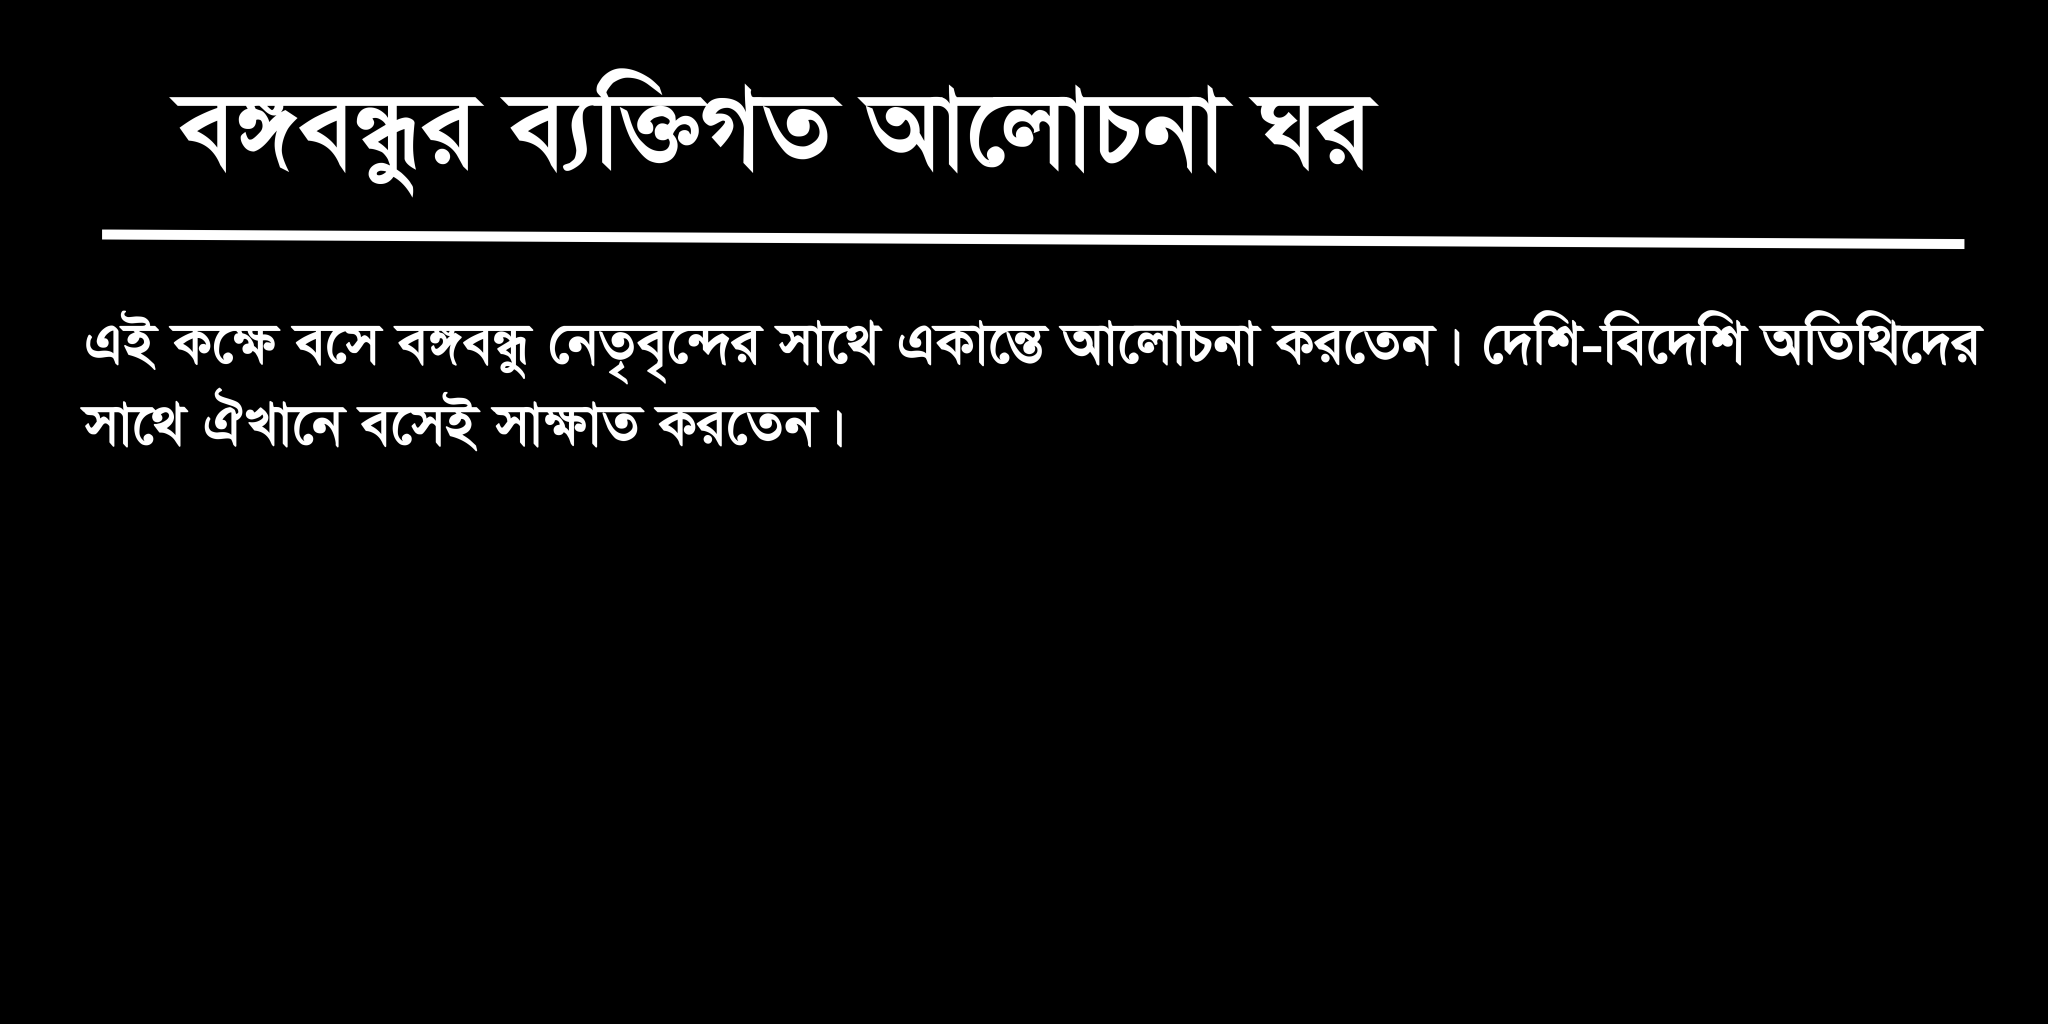 বঙ্গবন্ধুর ব্যক্তিগত আলোচনা ঘর
এই কক্ষে বসে বঙ্গবন্ধু নেতৃবৃন্দের সাথে একান্তে আলোচনা করতেন। দেশি-বিদেশি অতিথিদের
সাথে ঐখানে বসেই সাক্ষাত করতেন।